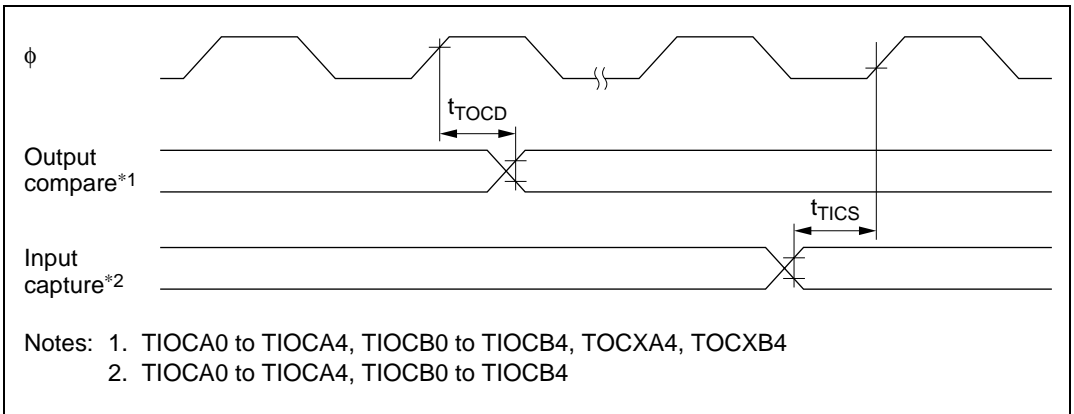 ϕ
tTOCD
Output
compare*1
tTICS
Input
capture*2
Notes: 1. TIOCA0 to TIOCA4, TIOCB0 to TIOCB4, TOCXA4, TOCXB4
2. TIOCA0 to TIOCA4, TIOCB0 to TIOCB4